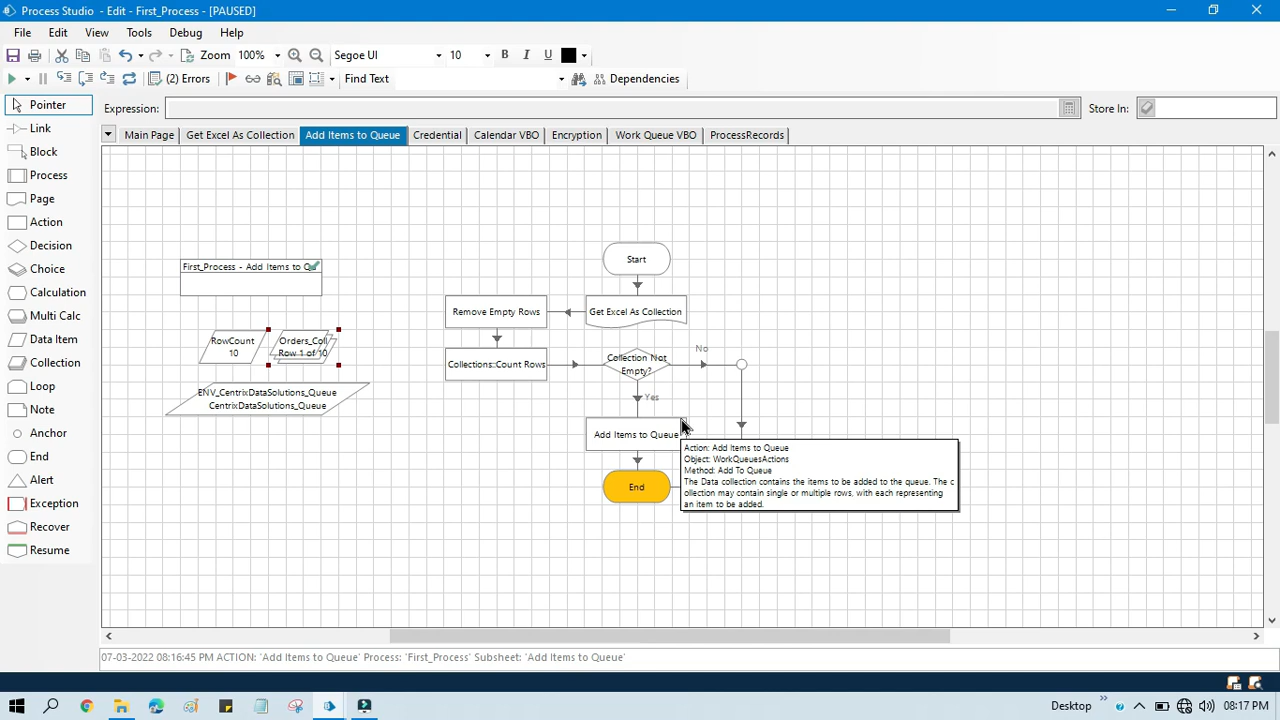 Process Studio - Edit - First_Process - [PAUSED]
File Edit View Tools Debug Help
Zoom 100% Segoe UI 10 B I U
(2) Errors Find Text Dependencies
Pointer
Expression: Store In:
Link
Main Page Get Excel As Collection Add Items to Queue Credential Calendar VBO Encryption Work Queue VBO ProcessRecords
Block
Process
Page
Action
Decision
Choice
Calculation
Multi Calc
Data Item
Collection
Loop
Note
Anchor
End
Alert
Exception
Recover
Resume
First_Process - Add Items to Qu
RowCount
10
Orders_Coll
Row 1 of 10
ENV_CentrixDataSolutions_Queue
CentrixDataSolutions_Queue
Start
Remove Empty Rows
Get Excel As Collection
Collections::Count Rows
Collection Not
Empty?
No
Yes
Add Items to Queue
End
Action: Add Items to Queue
Object: WorkQueuesActions
Method: Add To Queue
The Data collection contains the items to be added to the queue. The c
ollection may contain single or multiple rows, with each representing
an item to be added.
07-03-2022 08:16:45 PM ACTION: 'Add Items to Queue' Process: 'First_Process' Subsheet: 'Add Items to Queue'
Desktop 08:17 PM